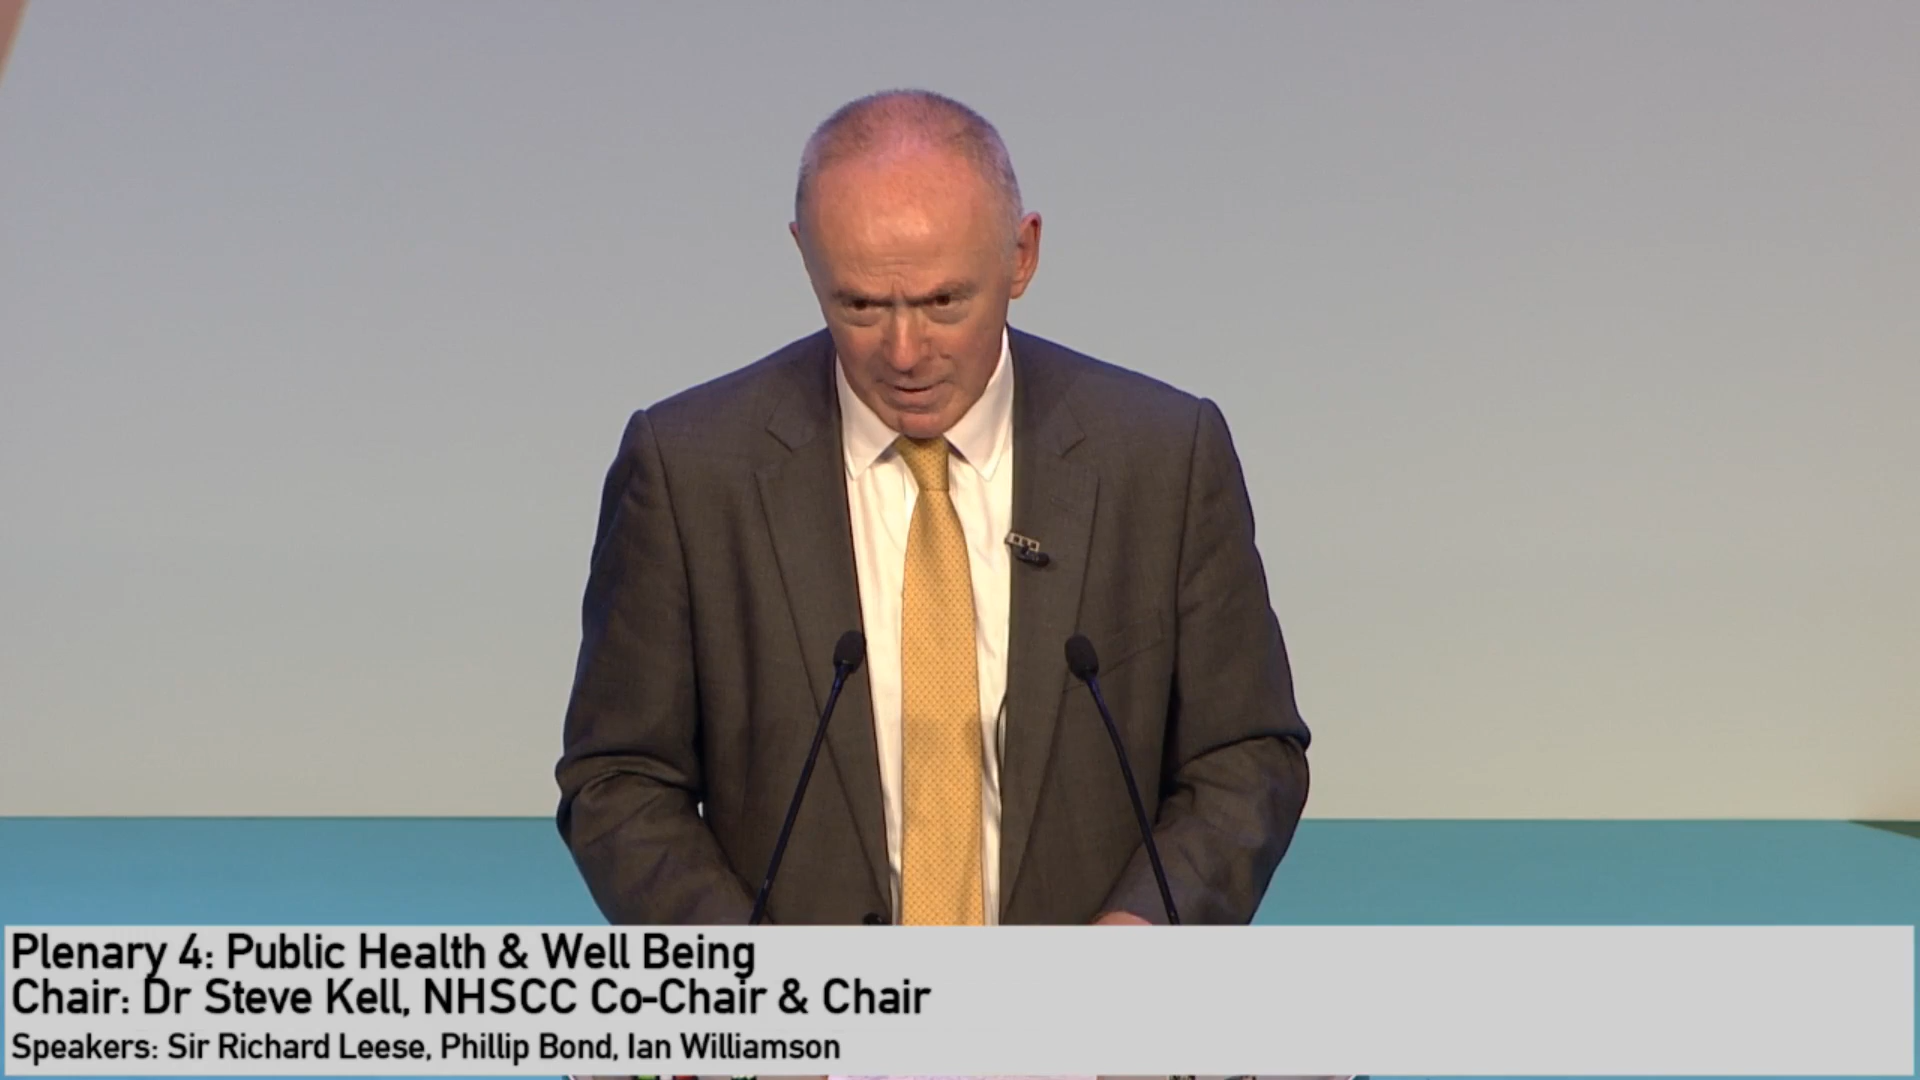 Plenary 4: Public Health & Well Being
Chair: Dr Steve Kell, NHSCC Co-Chair & Chair
Speakers: Sir Richard Leese, Phillip Bond, Ian Williamson